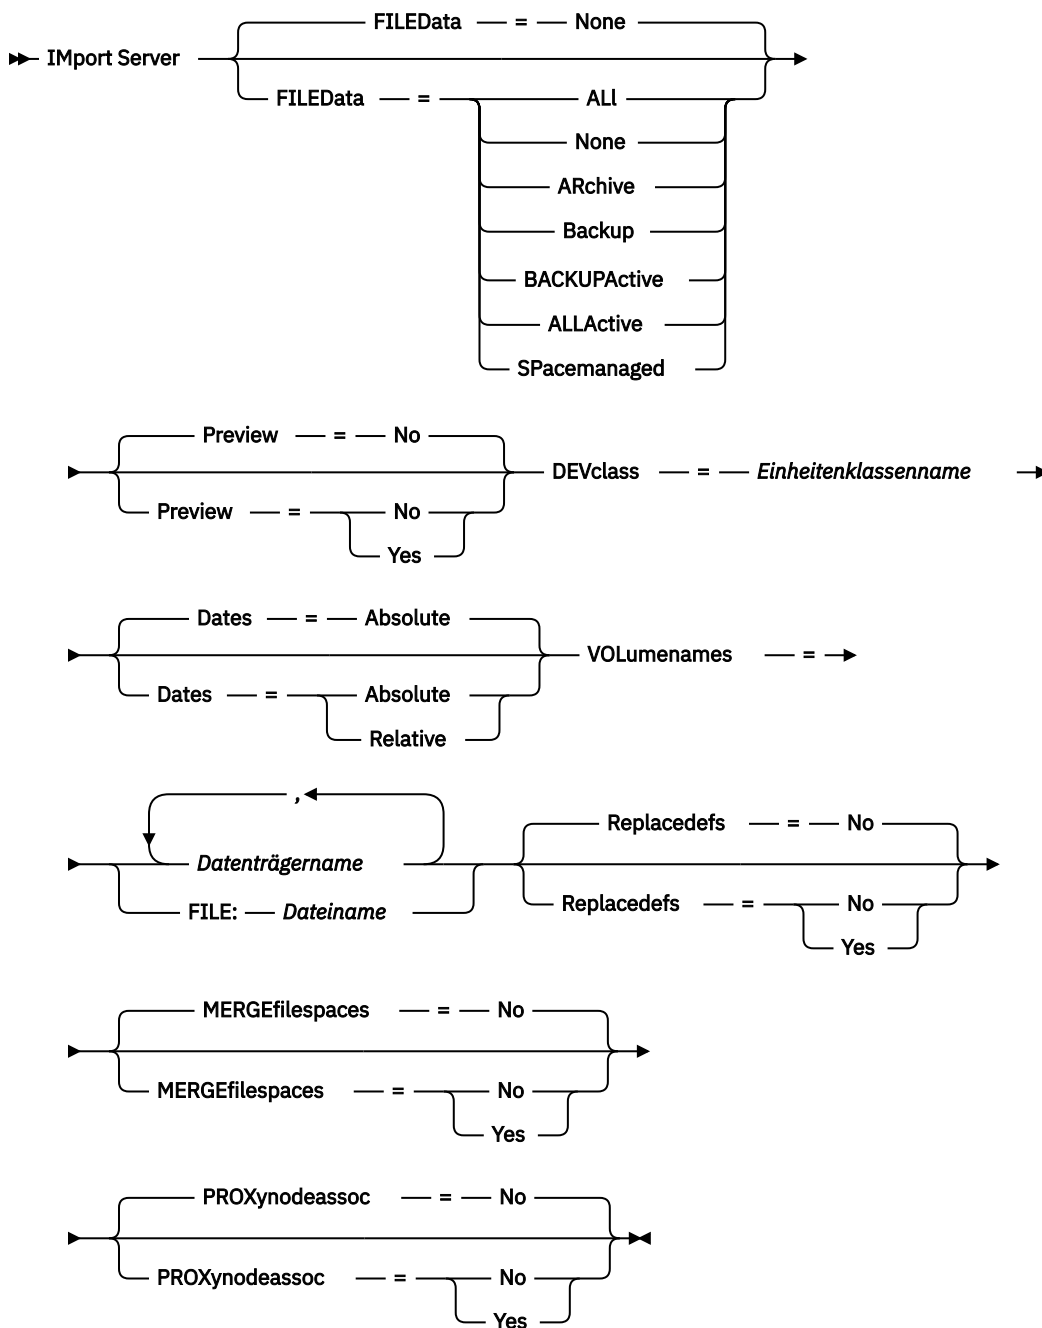 FILEData = None
IMport Server
FILEData = ALl
None
ARchive
Backup
BACKUPActive
ALLActive
SPacemanaged
Preview = No
DEVclass = Einheitenklassenname
Preview = No
Yes
Dates = Absolute
VOLumenames =
Dates = Absolute
Relative
,
Datenträgername
FILE: Dateiname
Replacedefs = No
Replacedefs = No
Yes
MERGEfilespaces = No
MERGEfilespaces = No
Yes
PROXynodeassoc = No
PROXynodeassoc = No
Yes